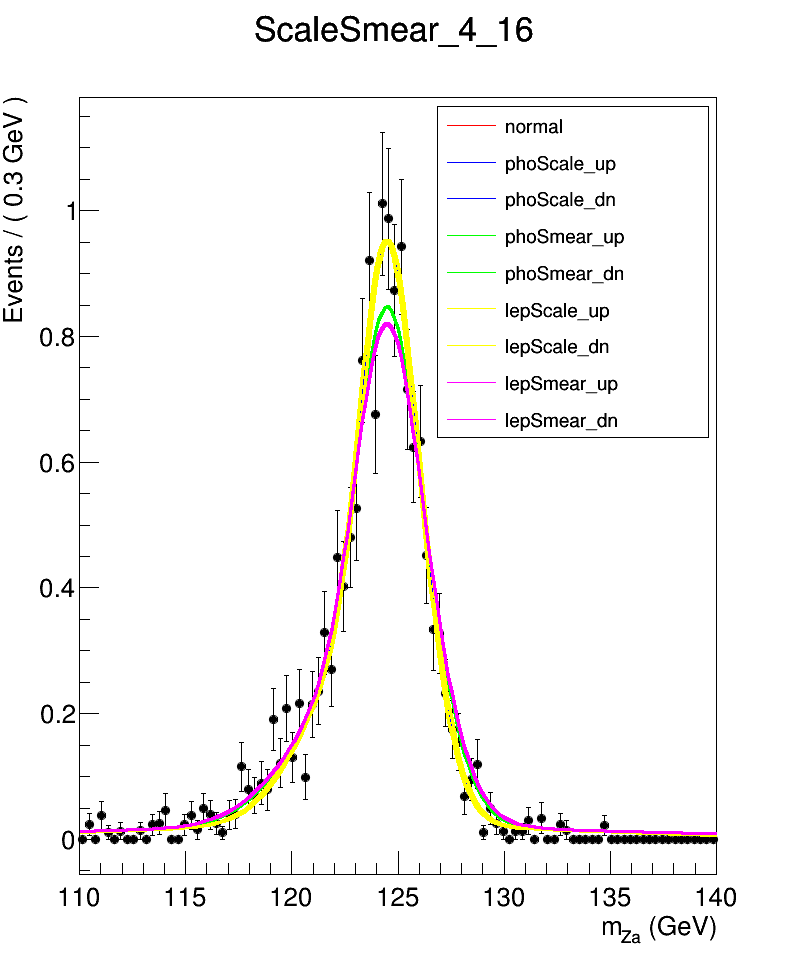 ScaleSmear_4_16
Events / ( 0.3 GeV )
normal
phoScale_up
phoScale_dn
phoSmear_up
phoSmear_dn
lepScale_up
lepScale_dn
lepSmear_up
lepSmear_dn
1
0.8
0.6
0.4
0.2
0
110 115 120 125 130 135 140
m_Za (GeV)